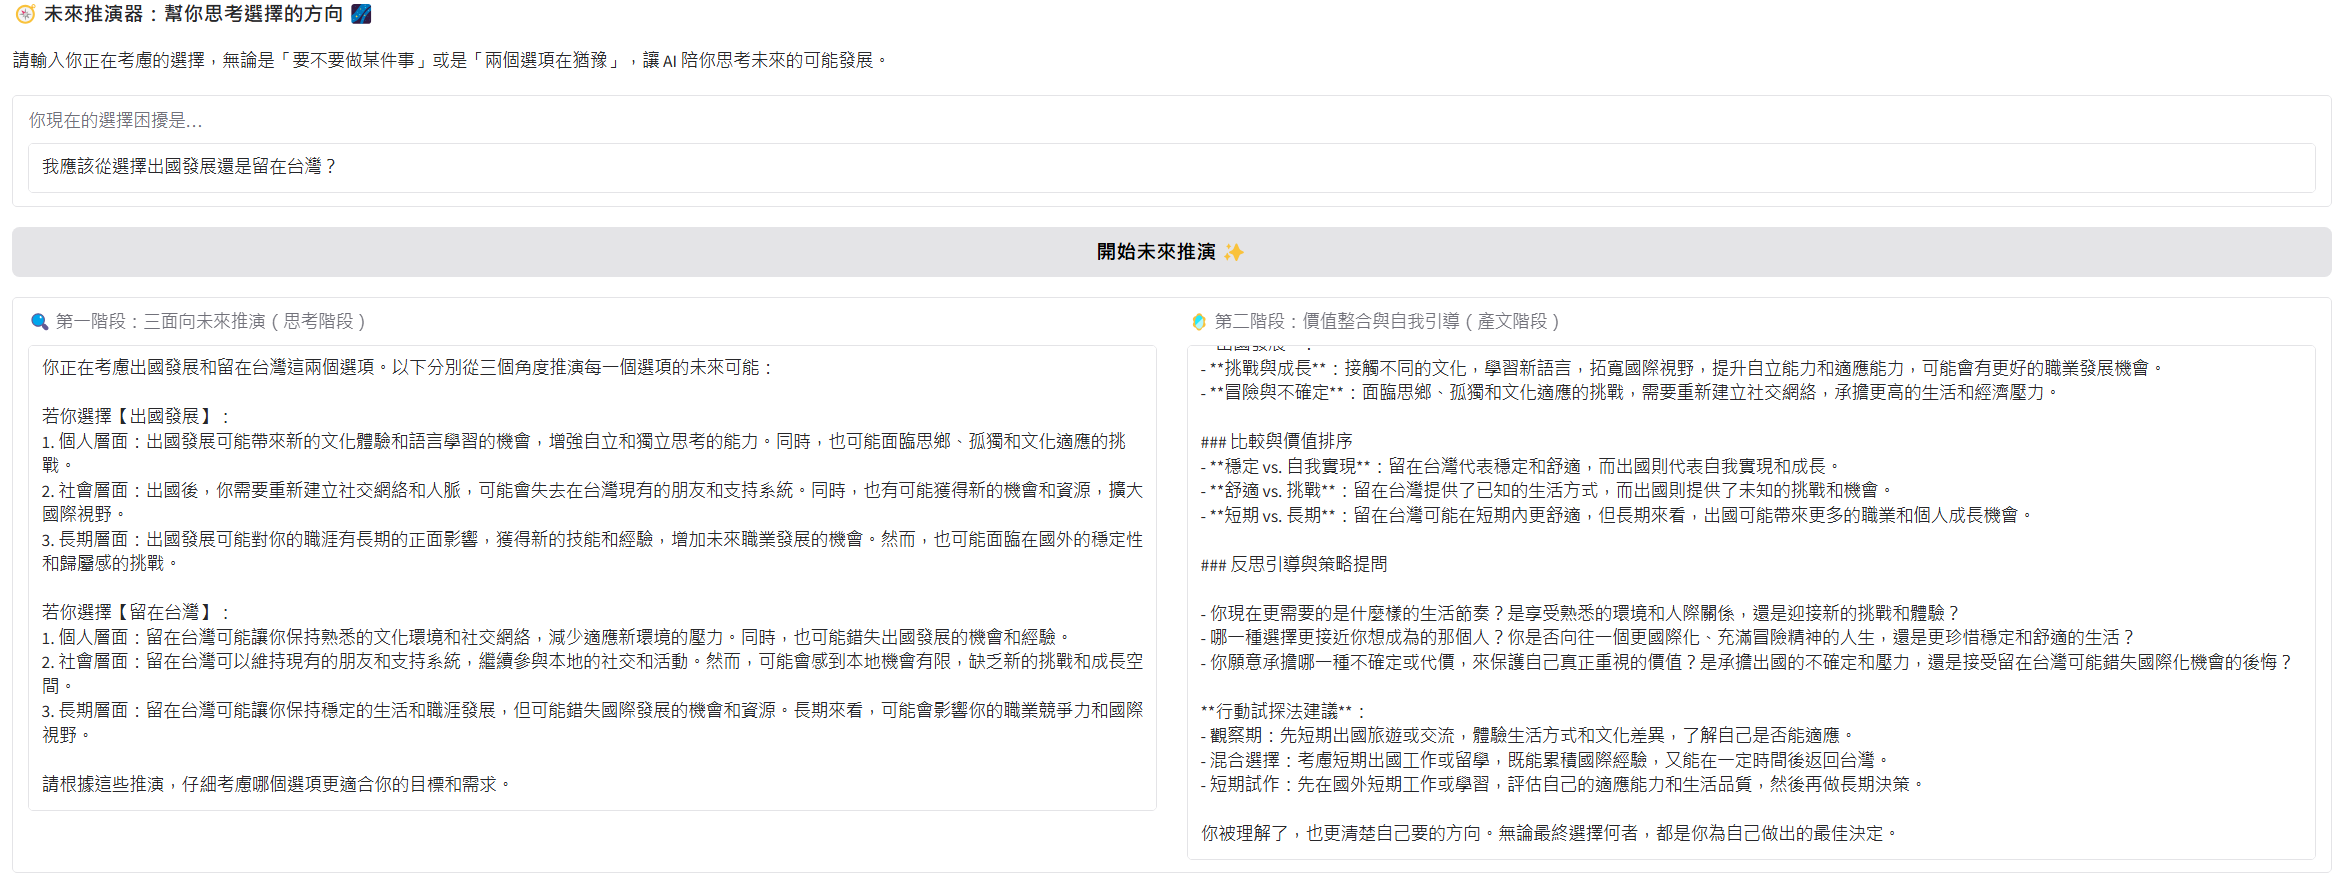 🧭 未來推演器：幫你思考選擇的方向 🌌
請輸入你正在考慮的選擇，無論是「要不要做某件事」或是「兩個選項在猶豫」，讓 AI 陪你思考未來的可能發展。
你現在的選擇困擾是…
我應該從選擇出國發展還是留在台灣？
開始未來推演 ✨
🔍 第一階段：三面向未來推演（思考階段）
你正在考慮出國發展和留在台灣這兩個選項。以下分別從三個角度推演每一個選項的未來可能：
若你選擇【出國發展】：
1. 個人層面：出國發展可能帶來新的文化體驗和語言學習的機會，增強自立和獨立思考的能力。同時，也可能面臨思鄉、孤獨和文化適應的挑
戰。
2. 社會層面：出國後，你需要重新建立社交網絡和人脈，可能會失去在台灣現有的朋友和支持系統。同時，也有可能獲得新的機會和資源，擴大
國際視野。
3. 長期層面：出國發展可能對你的職涯有長期的正面影響，獲得新的技能和經驗，增加未來職業發展的機會。然而，也可能面臨在國外的穩定性
和歸屬感的挑戰。
若你選擇【留在台灣】：
1. 個人層面：留在台灣可能讓你保持熟悉的文化環境和社交網絡，減少適應新環境的壓力。同時，也可能錯失出國發展的機會和經驗。
2. 社會層面：留在台灣可以維持現有的朋友和支持系統，繼續參與本地的社交和活動。然而，可能會感到本地機會有限，缺乏新的挑戰和成長空
間。
3. 長期層面：留在台灣可能讓你保持穩定的生活和職涯發展，但可能錯失國際發展的機會和資源。長期來看，可能會影響你的職業競爭力和國際
視野。
請根據這些推演，仔細考慮哪個選項更適合你的目標和需求。
🪞 第二階段：價值整合與自我引導（產文階段）
- **挑戰與成長**：接觸不同的文化，學習新語言，拓寬國際視野，提升自立能力和適應能力，可能會有更好的職業發展機會。
- **冒險與不確定**：面臨思鄉、孤獨和文化適應的挑戰，需要重新建立社交網絡，承擔更高的生活和經濟壓力。
### 比較與價值排序
- **穩定 vs. 自我實現**：留在台灣代表穩定和舒適，而出國則代表自我實現和成長。
- **舒適 vs. 挑戰**：留在台灣提供了已知的生活方式，而出國則提供了未知的挑戰和機會。
- **短期 vs. 長期**：留在台灣可能在短期內更舒適，但長期來看，出國可能帶來更多的職業和個人成長機會。
### 反思引導與策略提問
- 你現在更需要的是什麼樣的生活節奏？是享受熟悉的環境和人際關係，還是迎接新的挑戰和體驗？
- 哪一種選擇更接近你想成為的那個人？你是否向往一個更國際化、充滿冒險精神的人生，還是更珍惜穩定和舒適的生活？
- 你願意承擔哪一種不確定或代價，來保護自己真正重視的價值？是承擔出國的不確定和壓力，還是接受留在台灣可能錯失國際化機會的後悔？
**行動試探法建議**：
- 觀察期：先短期出國旅遊或交流，體驗生活方式和文化差異，了解自己是否能適應。
- 混合選擇：考慮短期出國工作或留學，既能累積國際經驗，又能在一定時間後返回台灣。
- 短期試作：先在國外短期工作或學習，評估自己的適應能力和生活品質，然後再做長期決策。
你被理解了，也更清楚自己要的方向。無論最終選擇何者，都是你為自己做出的最佳決定。